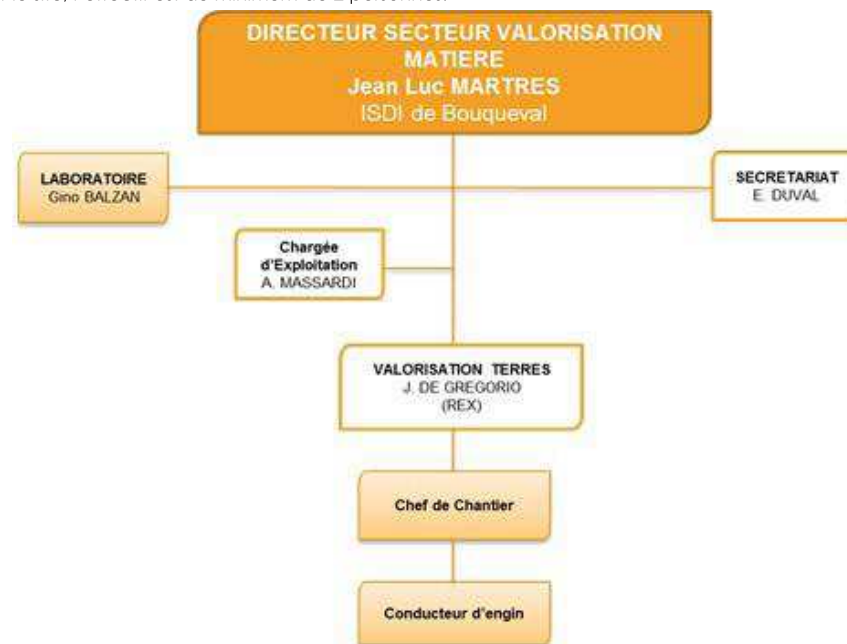 DIRECTEUR SECTEUR VALORISATION
MATIERE
Jean Luc MARTRES
ISDI de Bouqueval
LABORATOIRE
Gino BALZAN
SECRETARIAT
E. DUVAL
Chargée
d'Exploitation
A. MASSARDI
VALORISATION TERRES
J. DE GREGORIO
(REX)
Chef de Chantier
Conducteur d'engin